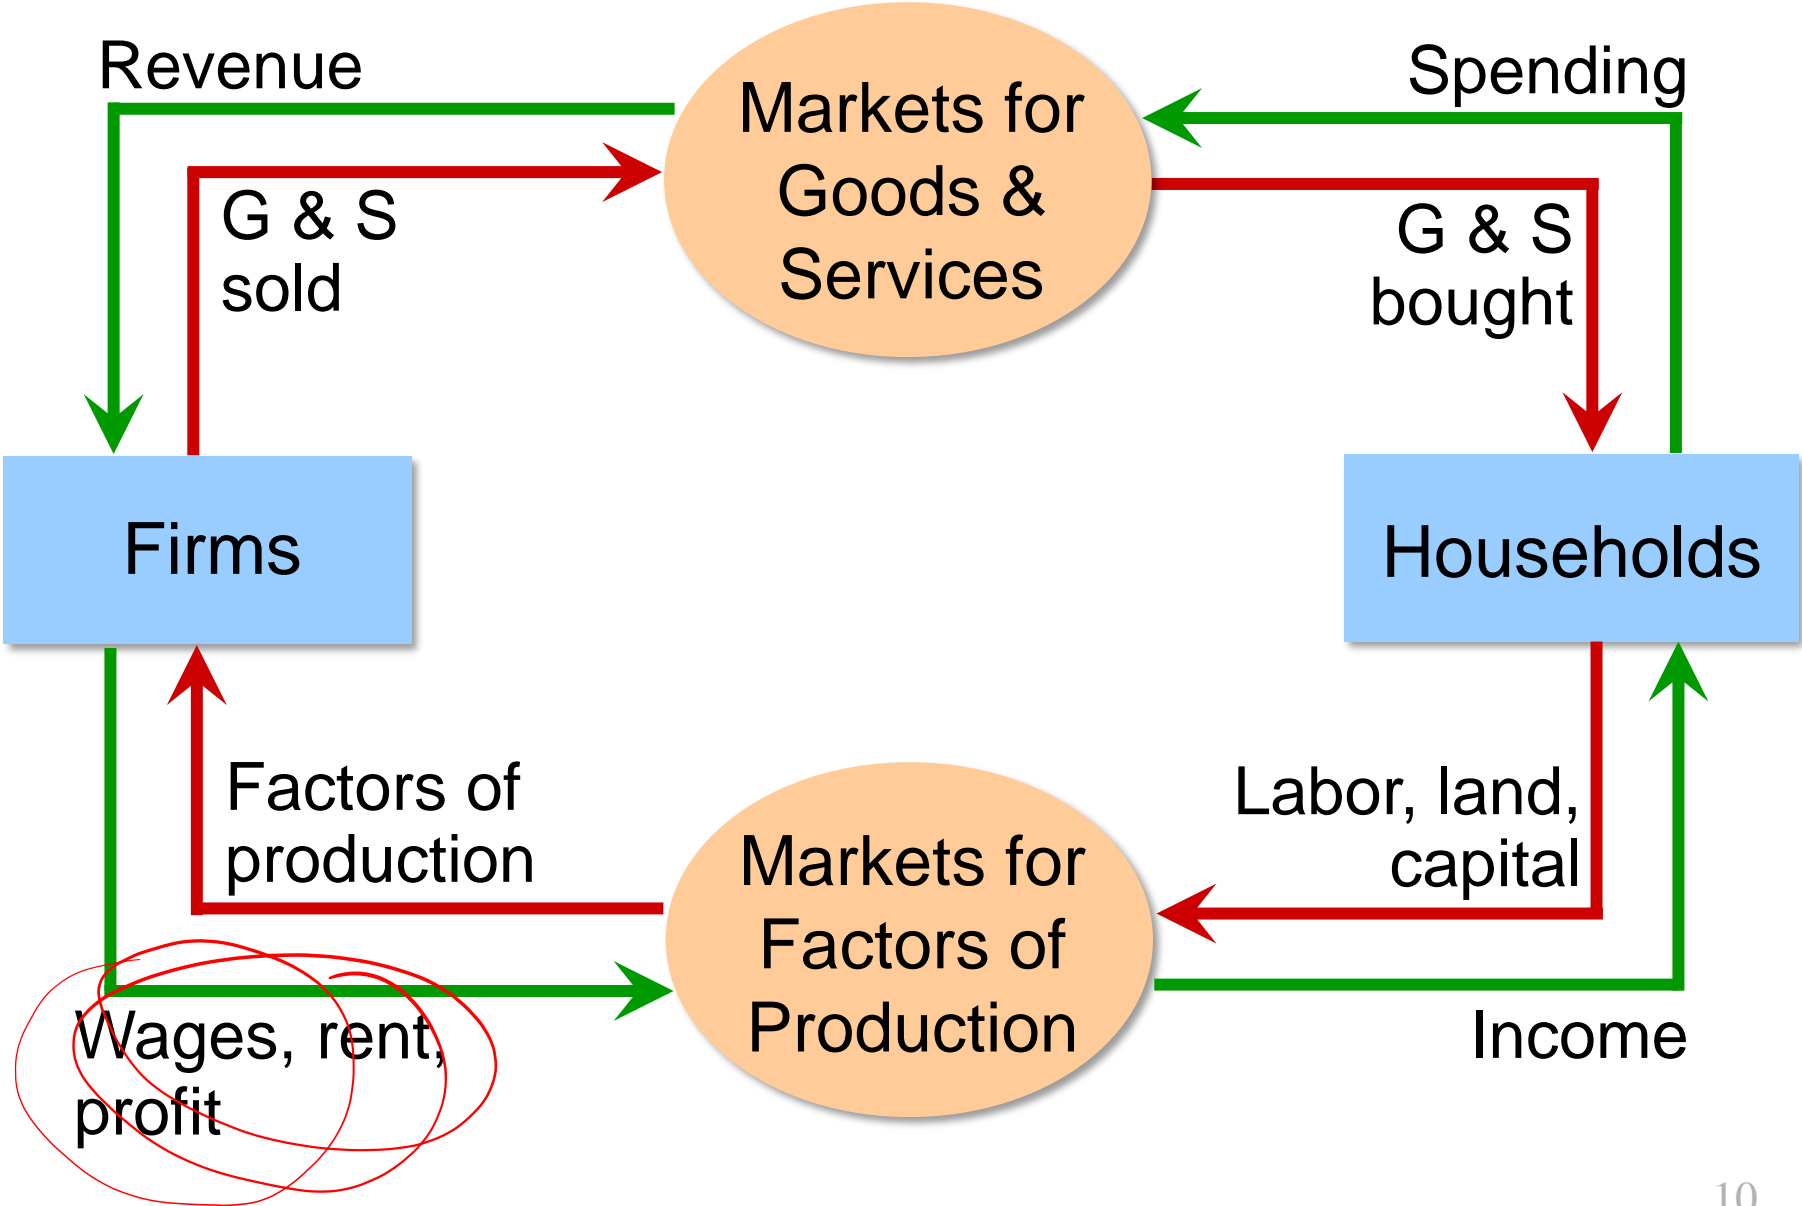 Revenue
Markets for
Goods &
Services
Spending
G & S
sold
G & S
bought
Firms
Households
Factors of
production
Markets for
Factors of
Production
Labor, land,
capital
Wages, rent,
profit
Income
10